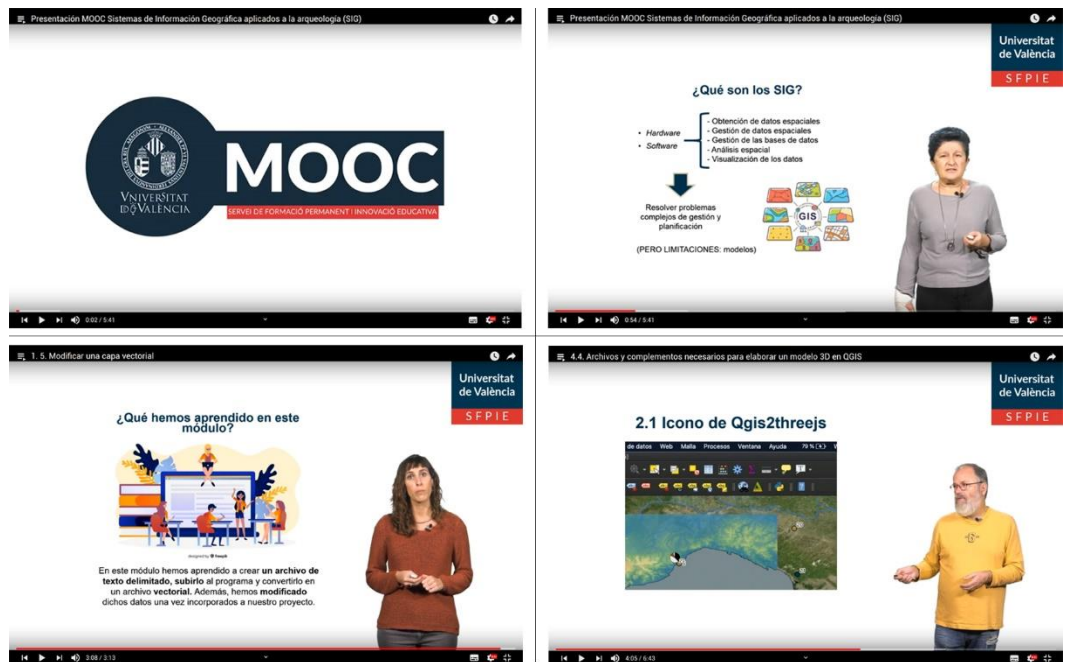 Presentación MOOC Sistemas de Información Geográfica aplicados a la arqueología (SIG)
VNIVERSITAT
DE VALÈNCIA
MOOC
SERVEI DE FORMACIÓ PERMANENT I INNOVACIÓ EDUCATIVA
0:02 / 5:41
Presentación MOOC Sistemas de Información Geográfica aplicados a la arqueología (SIG)
Universitat
de València
SFPIE
¿Qué son los SIG?
• Hardware
• Software
- Obtención de datos espaciales
- Gestión de datos espaciales
- Gestión de las bases de datos
- Análisis espacial
- Visualización de los datos
Resolver problemas
complejos de gestión y
planificación
GIS
(PERO LIMITACIONES: modelos)
0:54 / 5:41
1. 5. Modificar una capa vectorial
Universitat
de València
SFPIE
¿Qué hemos aprendido en este
módulo?
designed by freepik
En este módulo hemos aprendido a crear un archivo de
texto delimitado, subirlo al programa y convertirlo en
un archivo vectorial. Además, hemos modificado
dichos datos una vez incorporados a nuestro proyecto.
3:08 / 3:13
4.4. Archivos y complementos necesarios para elaborar un modelo 3D en QGIS
Universitat
de València
SFPIE
2.1 Icono de Qgis2threejs
de datos Web Malla Procesos Ventana Ayuda 79 %
4:05 / 6:43